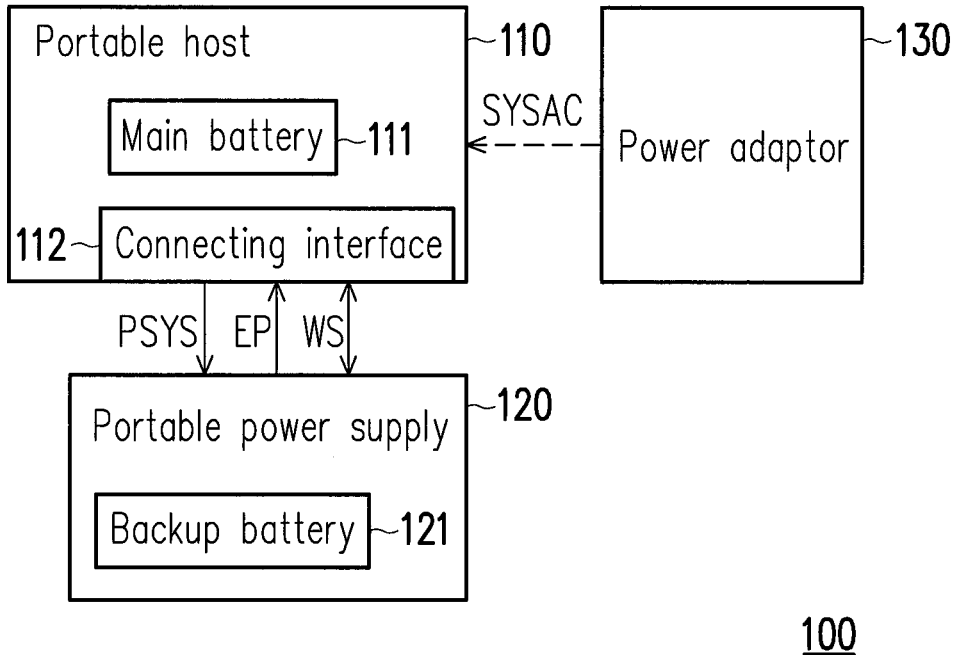 Portable host
110
Main battery
111
112
Connecting interface
SYSAC
130
Power adaptor
PSYS
EP
WS
120
Portable power supply
Backup battery
121
100